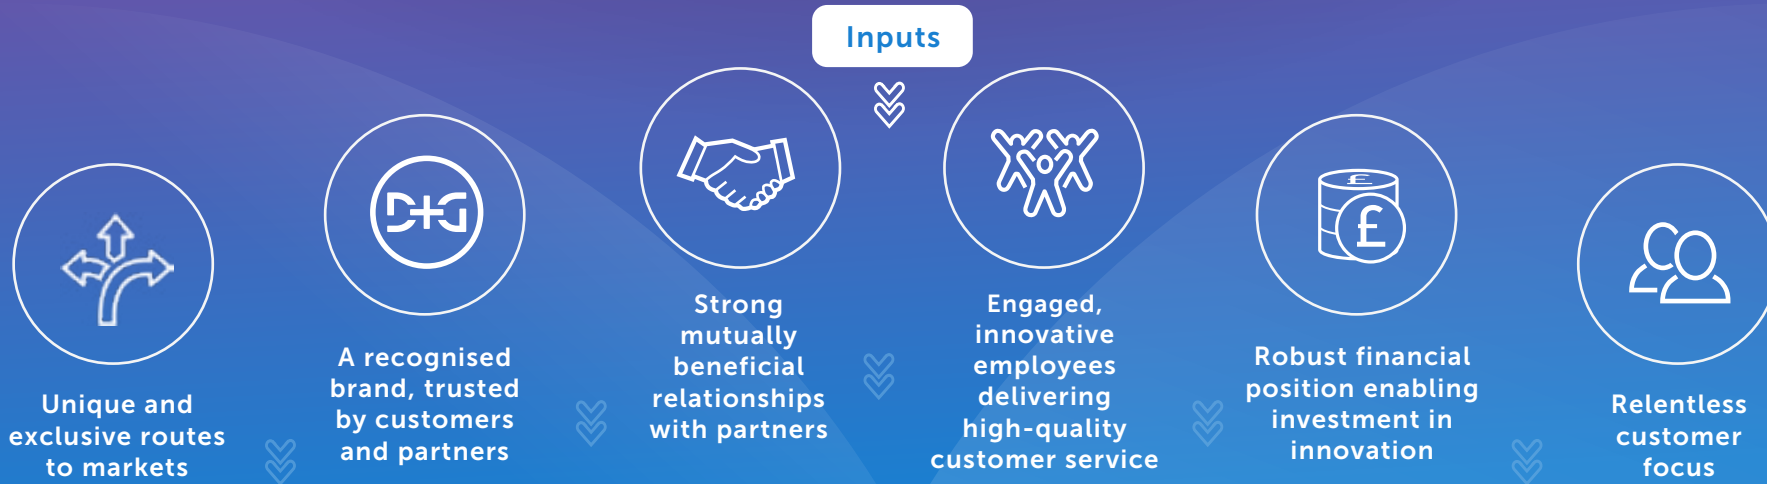 Inputs
D+G
£
£
Unique and
exclusive routes
to markets
A recognised
brand, trusted
by customers
and partners
Strong
mutually
beneficial
relationships
with partners
Engaged,
innovative
employees
delivering
high-quality
customer service
Robust financial
position enabling
investment in
innovation
Relentless
customer
focus